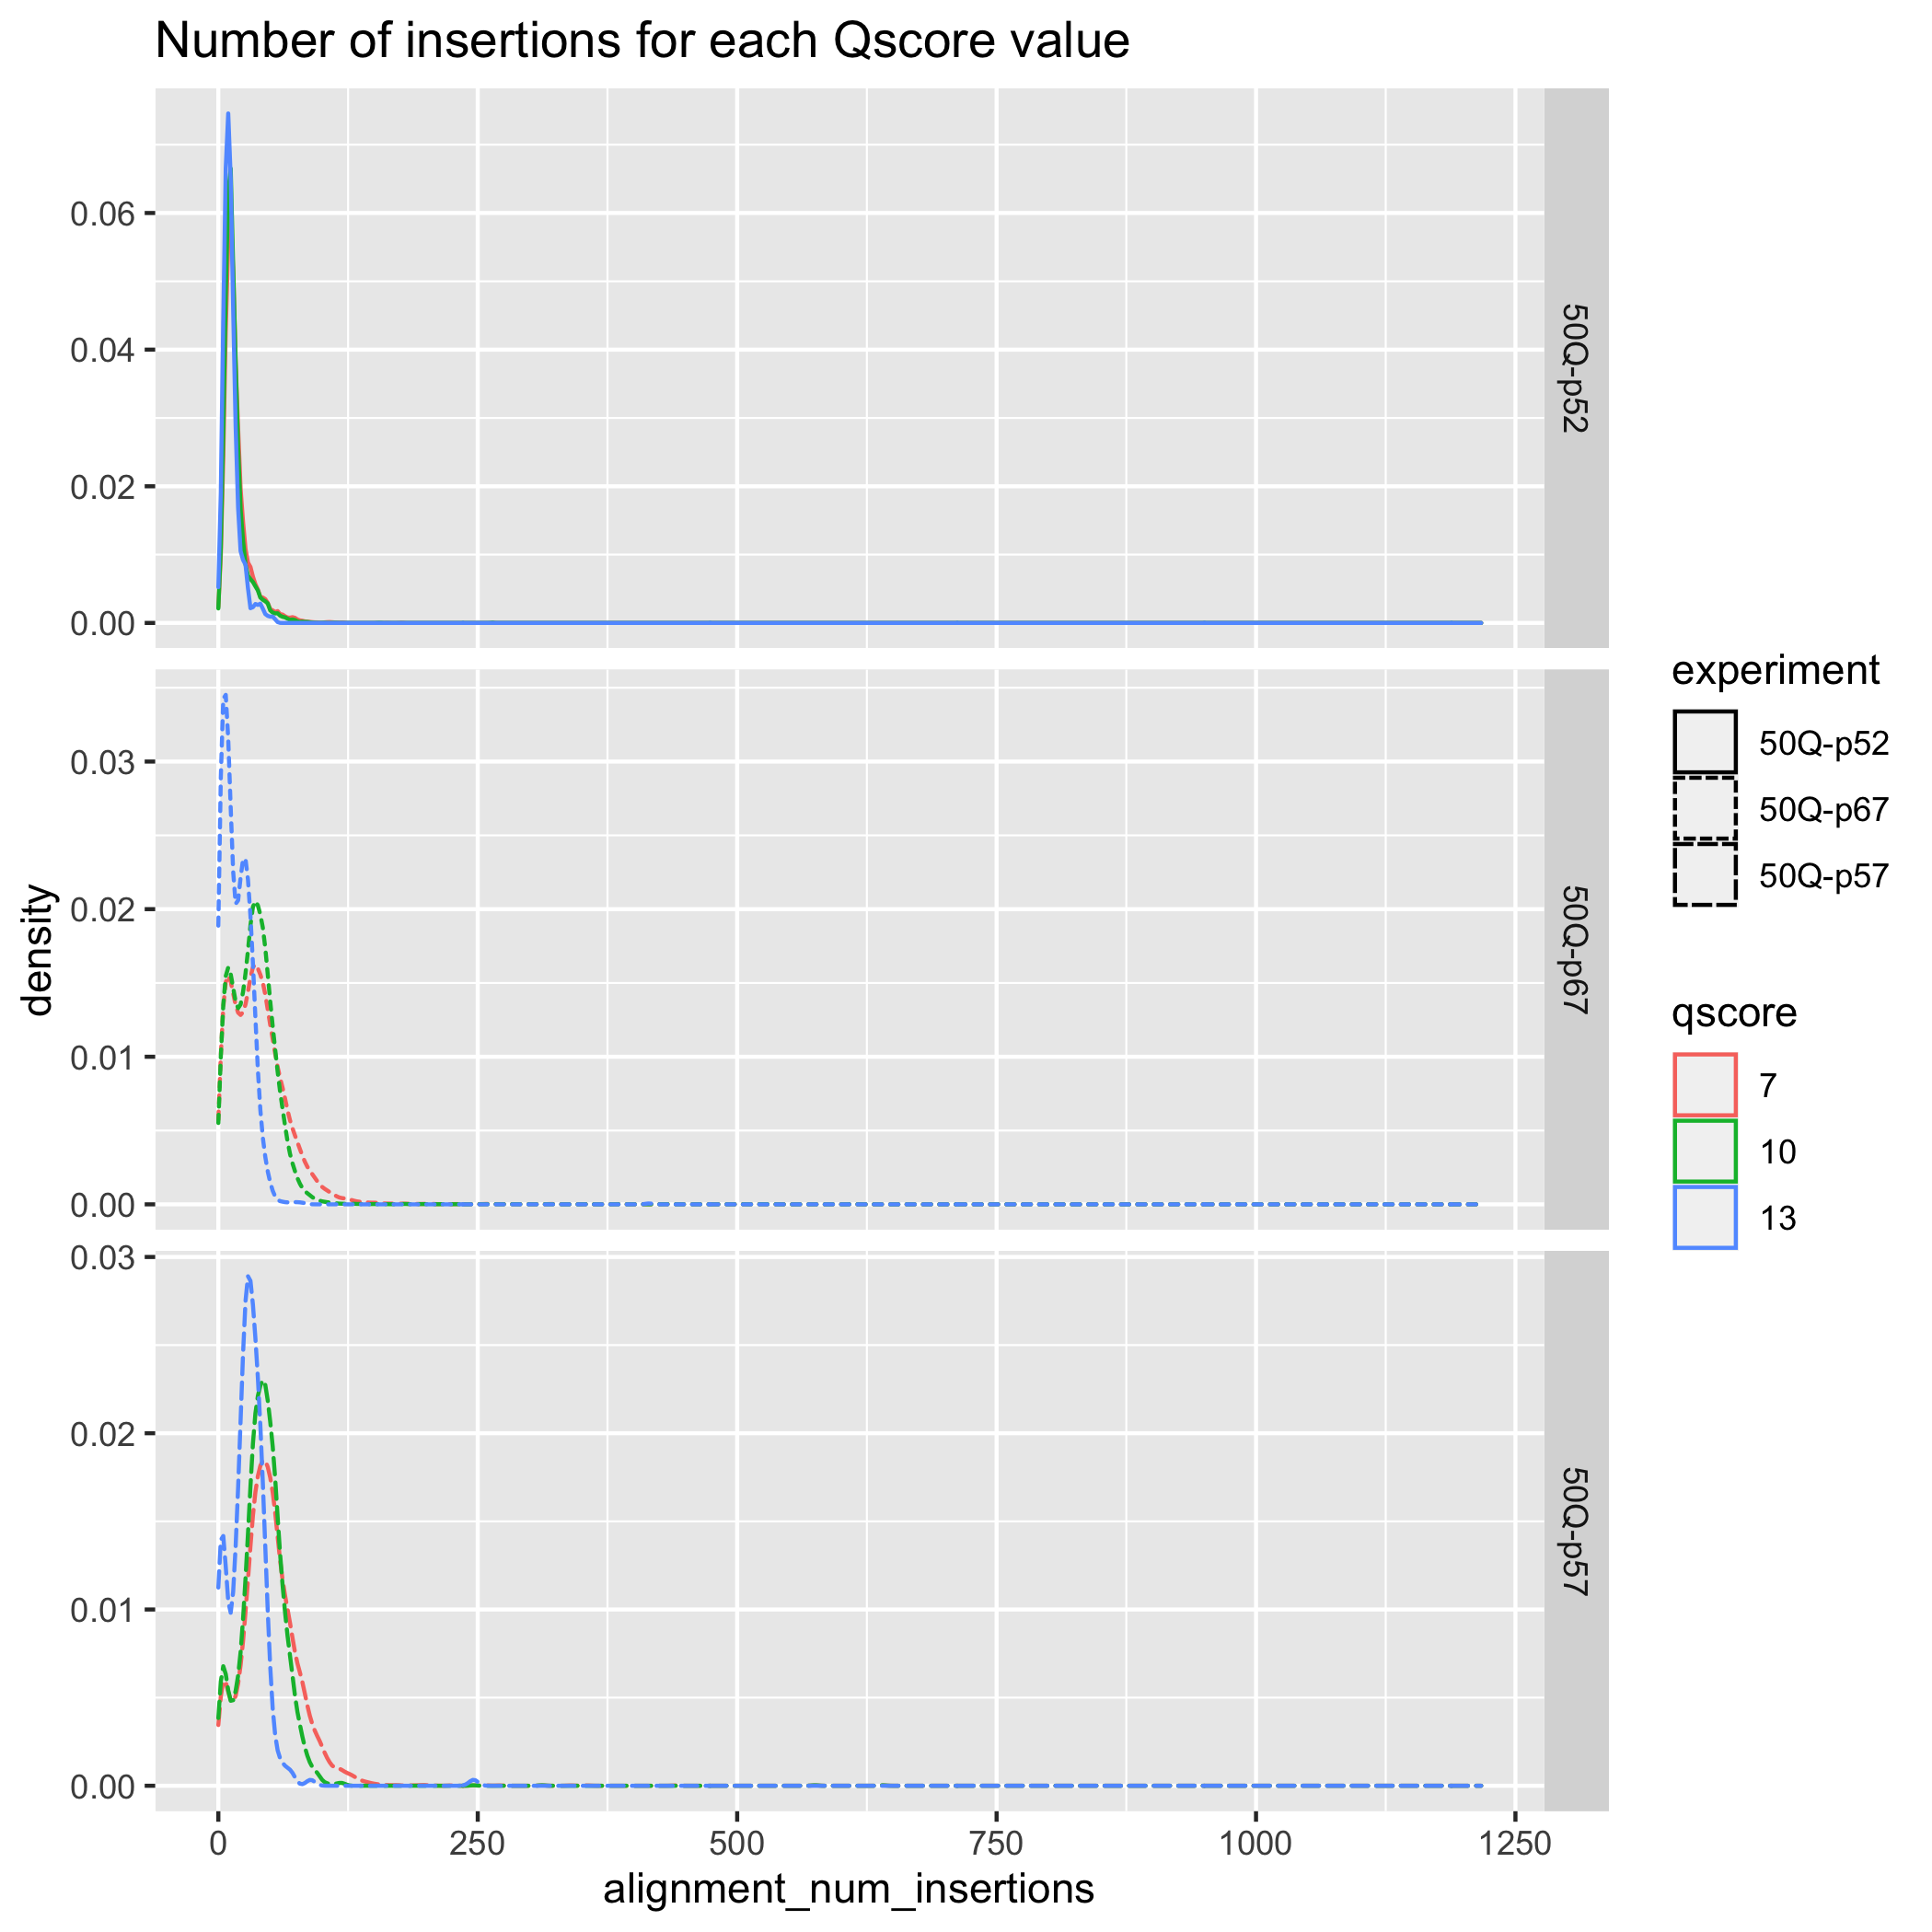 Number of insertions for each Qscore value
0.06
0.04
0.02
0.00
50Q-p52
0.03
0.02
0.01
0.00
50Q-p67
0.03
0.02
0.01
0.00
50Q-p57
density
0 250 500 750 1000 1250
alignment_num_insertions
experiment
50Q-p52
50Q-p67
50Q-p57
qscore
7
10
13